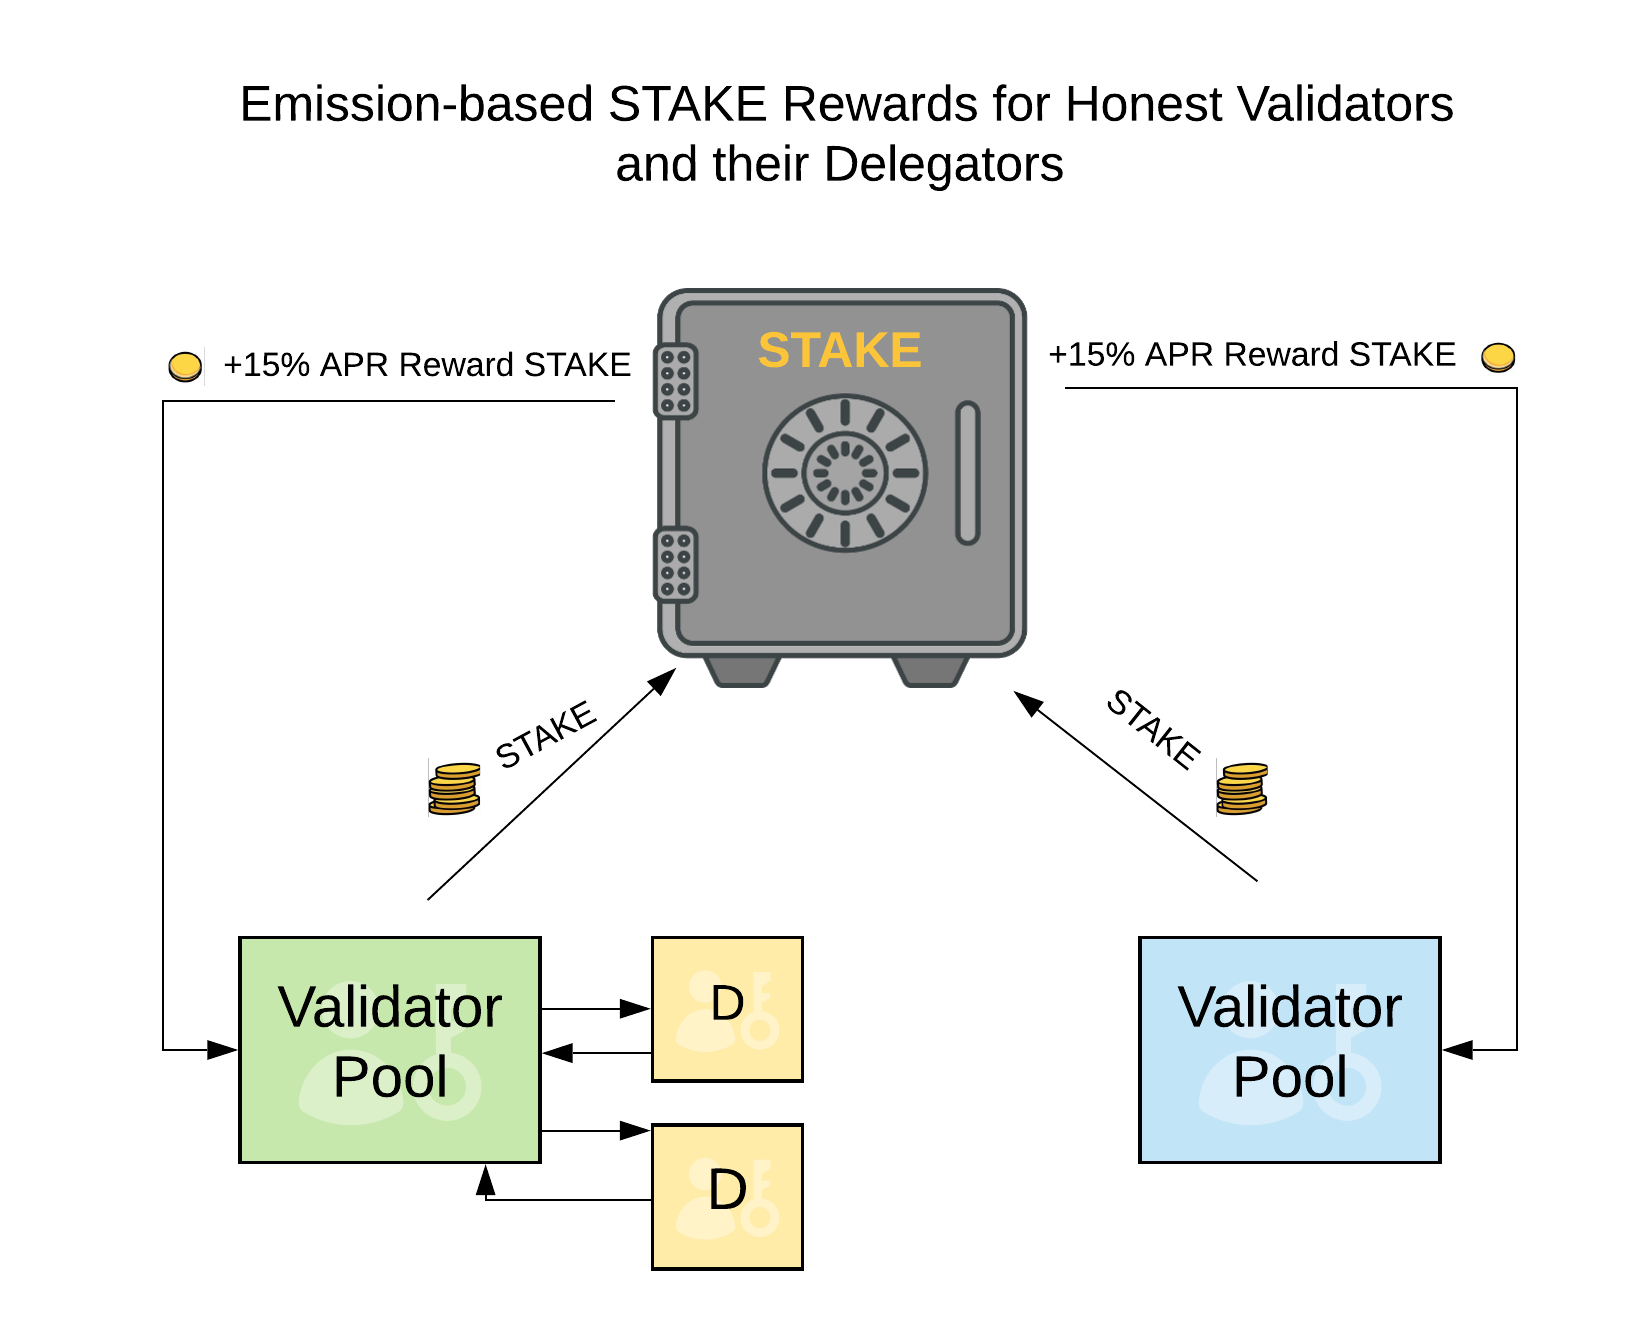 Emission-based STAKE Rewards for Honest Validators
and their Delegators
STAKE
+15% APR Reward STAKE
+15% APR Reward STAKE
STAKE
STAKE
Validator
Pool
D
D
Validator
Pool